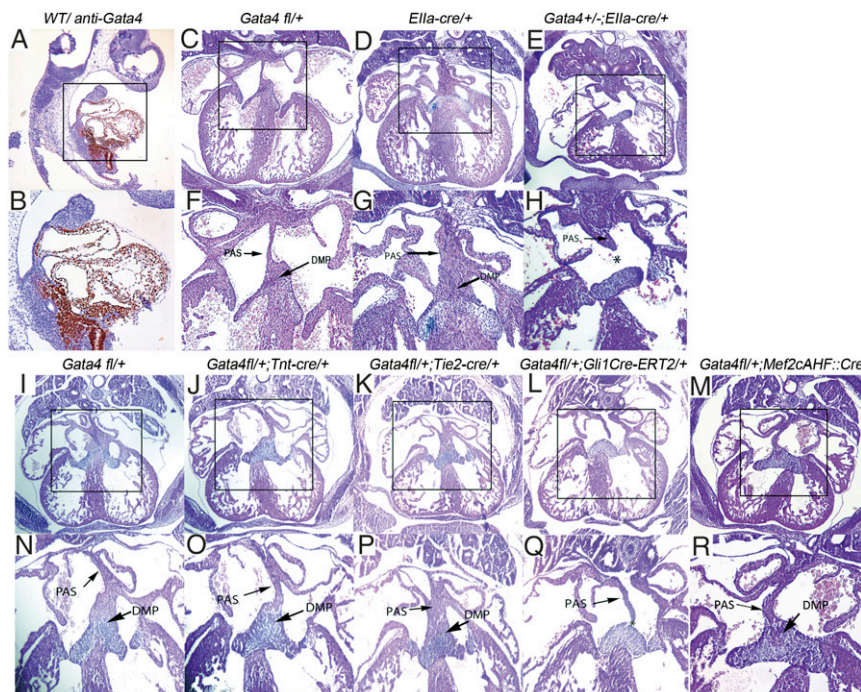 WT/ anti-Gata4 Gata4 fl/+ EIIa-cre/+ Gata4+/-;EIIa-cre/+
A C D E
B F G H
PAS PAS PAS
DMP DMP *
Gata4 fl/+ Gata4fl/+;Tnt-cre/+ Gata4fl/+;Tie2-cre/+ Gata4fl/+;Gli1Cre-ERT2/+ Gata4fl/+;Mef2cAHF::Cre
I J K L M
N O P Q R
PAS PAS PAS PAS PAS
DMP DMP DMP * DMP